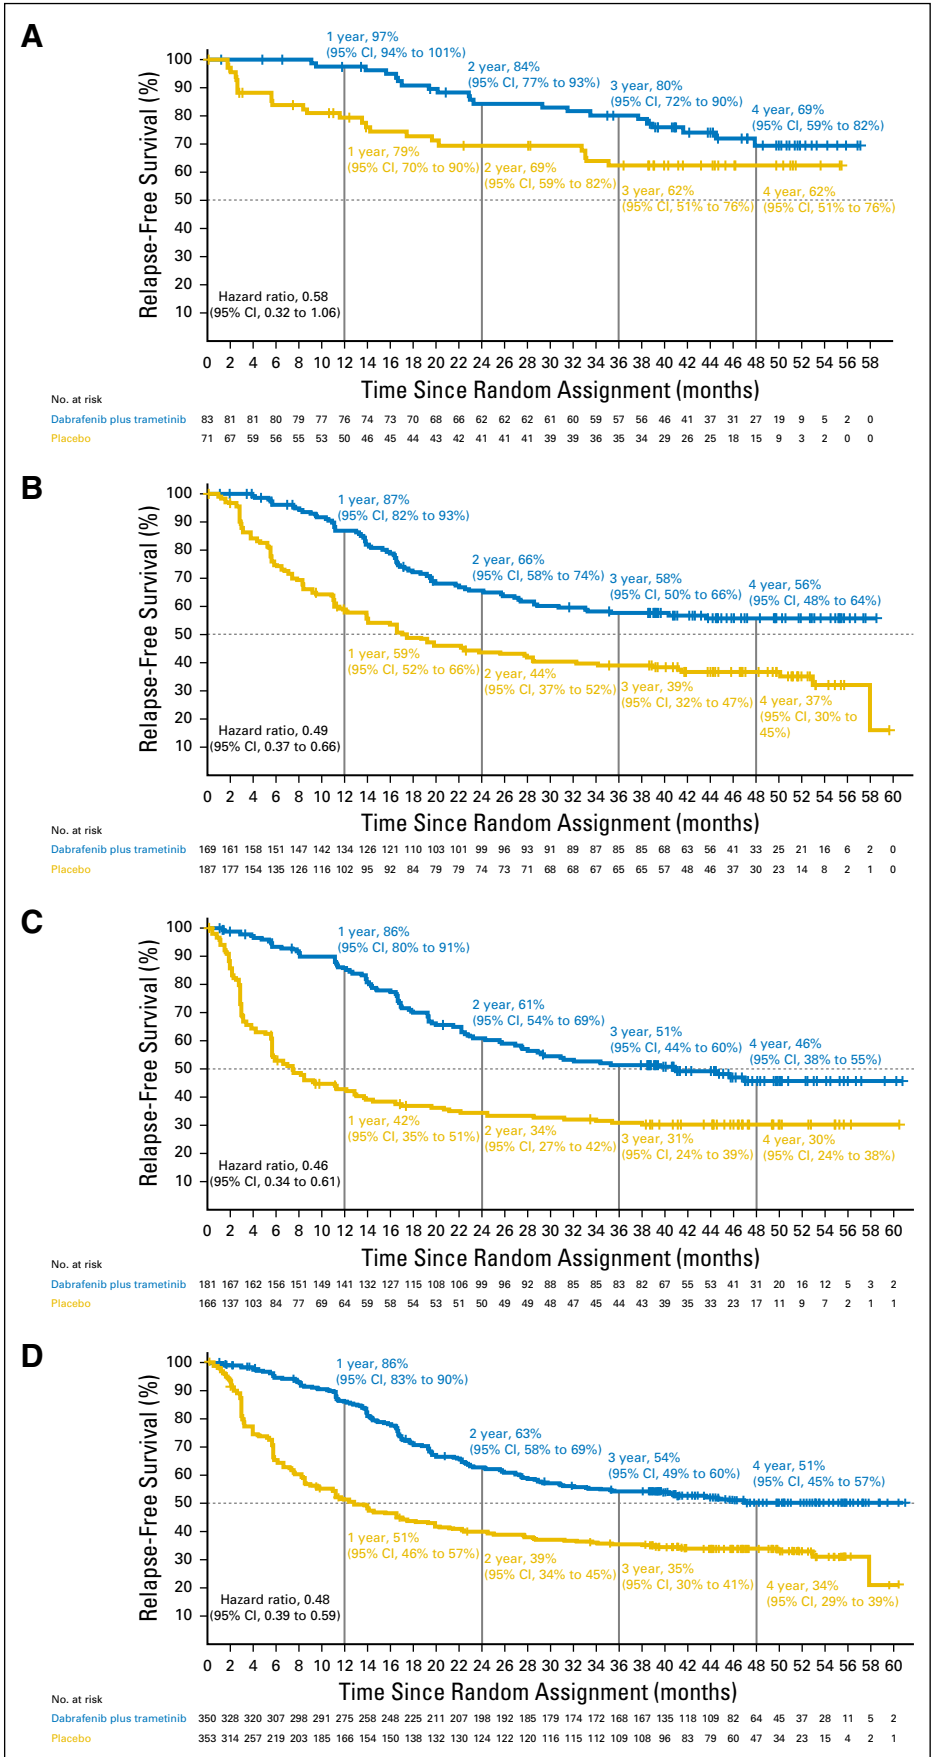 A
Relapse-Free Survival (%)
100
90
80
70
60
50
40
30
20
10
1 year, 97%
(95% CI, 94% to 101%)
2 year, 84%
(95% CI, 77% to 93%)
3 year, 80%
(95% CI, 72% to 90%)
4 year, 69%
(95% CI, 59% to 82%)
1 year, 79%
(95% CI, 70% to 90%)
2 year, 69%
(95% CI, 59% to 82%)
3 year, 62%
(95% CI, 51% to 76%)
4 year, 62%
(95% CI, 51% to 76%)
Hazard ratio, 0.58
(95% CI, 0.32 to 1.06)
0 2 4 6 8 10 12 14 16 18 20 22 24 26 28 30 32 34 36 38 40 42 44 46 48 50 52 54 56 58
Time Since Random Assignment (months)
No. at risk
Dabrafenib plus trametinib 83 81 81 80 79 77 76 74 73 70 68 66 62 62 62 61 60 59 57 56 46 41 37 31 27 19 9 5 2 0
Placebo 71 67 59 56 55 53 50 46 45 44 43 42 41 41 41 39 39 36 35 34 29 26 25 18 15 9 3 2 0 0
B
Relapse-Free Survival (%)
100
90
80
70
60
50
40
30
20
10
1 year, 87%
(95% CI, 82% to 93%)
2 year, 66%
(95% CI, 58% to 74%)
3 year, 58%
(95% CI, 50% to 66%)
4 year, 56%
(95% CI, 48% to 64%)
1 year, 59%
(95% CI, 52% to 66%)
2 year, 44%
(95% CI, 37% to 52%)
3 year, 39%
(95% CI, 32% to 47%)
4 year, 37%
(95% CI, 30% to
45%)
Hazard ratio, 0.49
(95% CI, 0.37 to 0.66)
0 2 4 6 8 10 12 14 16 18 20 22 24 26 28 30 32 34 36 38 40 42 44 46 48 50 52 54 56 58 60
Time Since Random Assignment (months)
No. at risk
Dabrafenib plus trametinib 169 161 158 151 147 142 134 126 121 110 103 101 99 96 93 91 89 87 85 85 68 63 56 41 33 25 21 16 6 2 0
Placebo 187 177 154 135 126 116 102 95 92 84 79 79 74 73 71 68 68 67 65 65 57 48 46 37 30 23 14 8 2 1 0
C
Relapse-Free Survival (%)
100
90
80
70
60
50
40
30
20
10
1 year, 86%
(95% CI, 80% to 91%)
2 year, 61%
(95% CI, 54% to 69%)
3 year, 51%
(95% CI, 44% to 60%)
4 year, 46%
(95% CI, 38% to 55%)
1 year, 42%
(95% CI, 35% to 51%)
2 year, 34%
(95% CI, 27% to 42%)
3 year, 31%
(95% CI, 24% to 39%)
4 year, 30%
(95% CI, 24% to 38%)
Hazard ratio, 0.46
(95% CI, 0.34 to 0.61)
0 2 4 6 8 10 12 14 16 18 20 22 24 26 28 30 32 34 36 38 40 42 44 46 48 50 52 54 56 58 60
Time Since Random Assignment (months)
No. at risk
Dabrafenib plus trametinib 181 167 162 156 151 149 141 132 127 115 108 106 99 96 92 88 85 85 83 82 67 55 53 41 31 20 16 12 5 3 2
Placebo 166 137 103 84 77 69 64 59 58 54 53 51 50 49 49 48 47 45 44 43 39 35 33 23 17 11 9 7 2 1 1
D
Relapse-Free Survival (%)
100
90
80
70
60
50
40
30
20
10
1 year, 86%
(95% CI, 83% to 90%)
2 year, 63%
(95% CI, 58% to 69%)
3 year, 54%
(95% CI, 49% to 60%)
4 year, 51%
(95% CI, 45% to 57%)
1 year, 51%
(95% CI, 46% to 57%)
2 year, 39%
(95% CI, 34% to 45%)
3 year, 35%
(95% CI, 30% to 41%)
4 year, 34%
(95% CI, 29% to 39%)
Hazard ratio, 0.48
(95% CI, 0.39 to 0.59)
0 2 4 6 8 10 12 14 16 18 20 22 24 26 28 30 32 34 36 38 40 42 44 46 48 50 52 54 56 58 60
Time Since Random Assignment (months)
No. at risk
Dabrafenib plus trametinib 350 328 320 307 298 291 275 258 248 225 211 207 198 192 185 179 174 172 168 167 135 118 109 82 64 45 37 28 11 5 2
Placebo 353 314 257 219 203 185 166 154 150 138 132 130 124 122 120 116 115 112 109 108 96 83 79 60 47 34 23 15 4 2 1